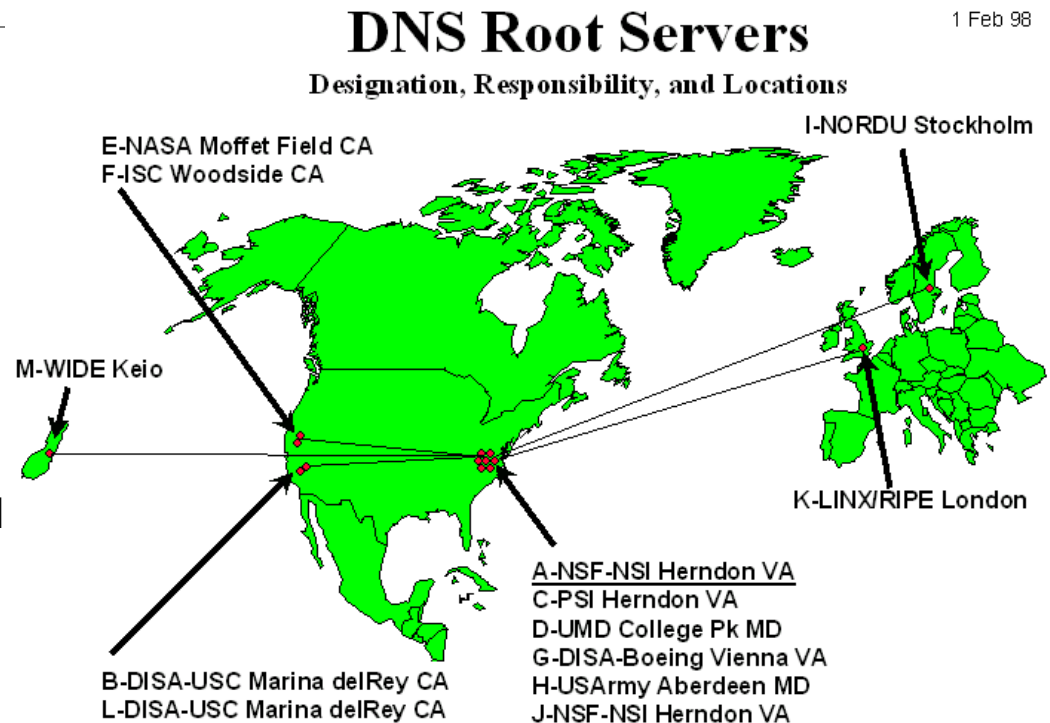 DNS Root Servers
1 Feb 98
Designation, Responsibility, and Locations
E-NASA Moffet Field CA
F-ISC Woodside CA
I-NORDU Stockholm
M-WIDE Keio
K-LINX/RIPE London
B-DISA-USC Marina delRey CA
L-DISA-USC Marina delRey CA
A-NSF-NSI Herndon VA
C-PSI Herndon VA
D-UMD College Pk MD
G-DISA-Boeing Vienna VA
H-USArmy Aberdeen MD
J-NSF-NSI Herndon VA